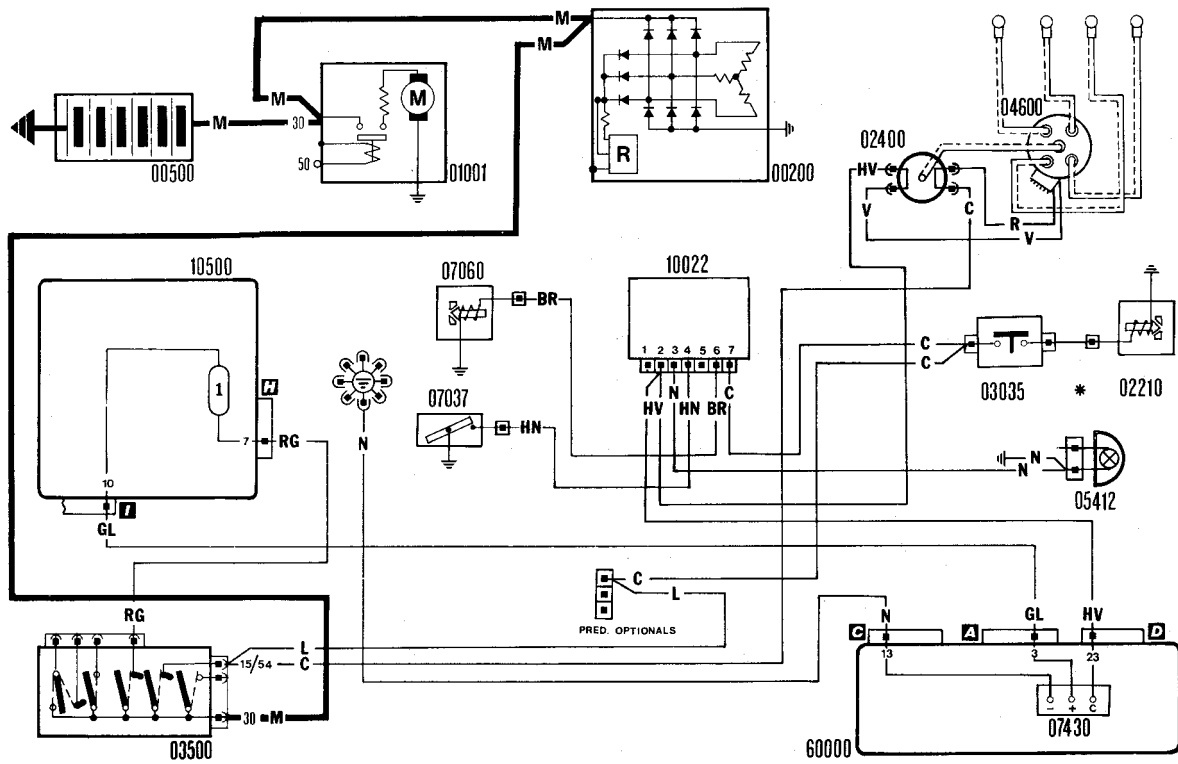 M
M
M
M
30
50
M
R
00500
01001
00200
04600
02400
HV
V
C
R
V
10500
07060
10022
BR
1 2 3 4 5 6 7
HV N HN BR C
1
H
7
RG
07037
HN
N
C
C
03035
*
02210
N
N
05412
10
I
GL
RG
C
L
PRED. OPTIONALS
N
GL
HV
C
A
D
13
3
23
L
15/54
C
30
M
03500
- + C
07430
60000